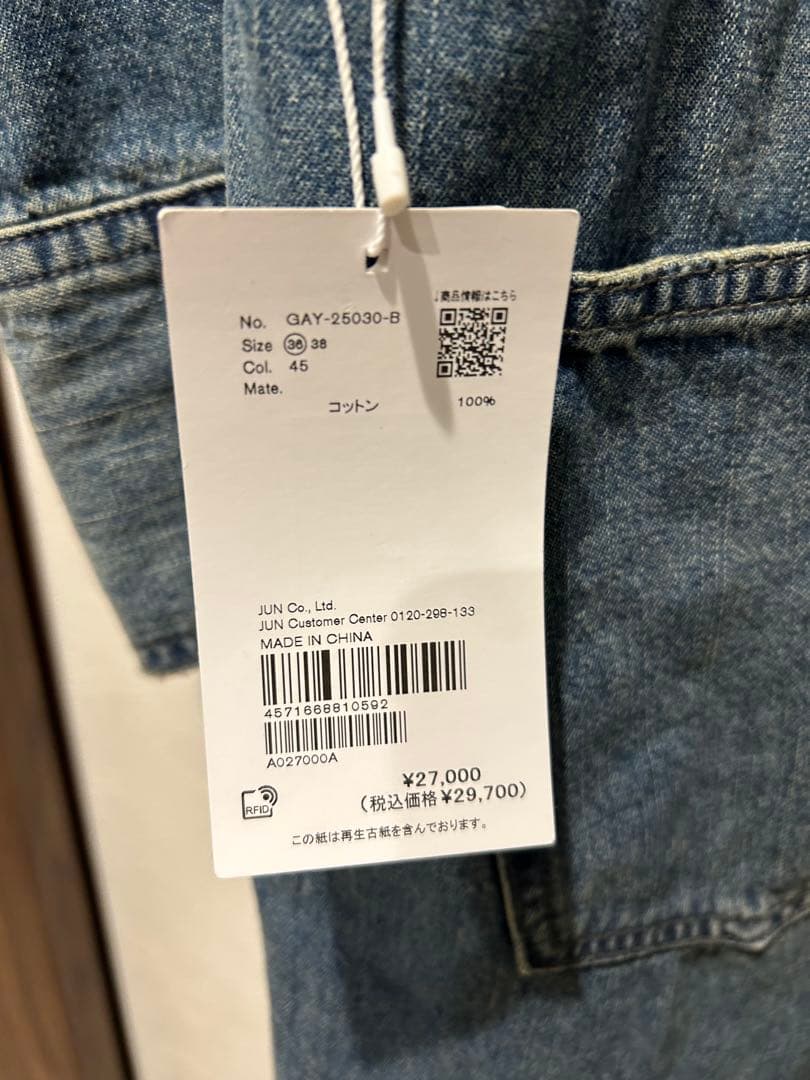 ↓商品情報はこちら
No. GAY-25030-B
Size 36 38
Col. 45
Mate.
コットン 100%
JUN Co., Ltd.
JUN Customer Center 0120-298-133
MADE IN CHINA
4571668810592
A027000A
¥27,000
(税込価格¥29,700)
RFID
この紙は再生古紙を含んでおります。